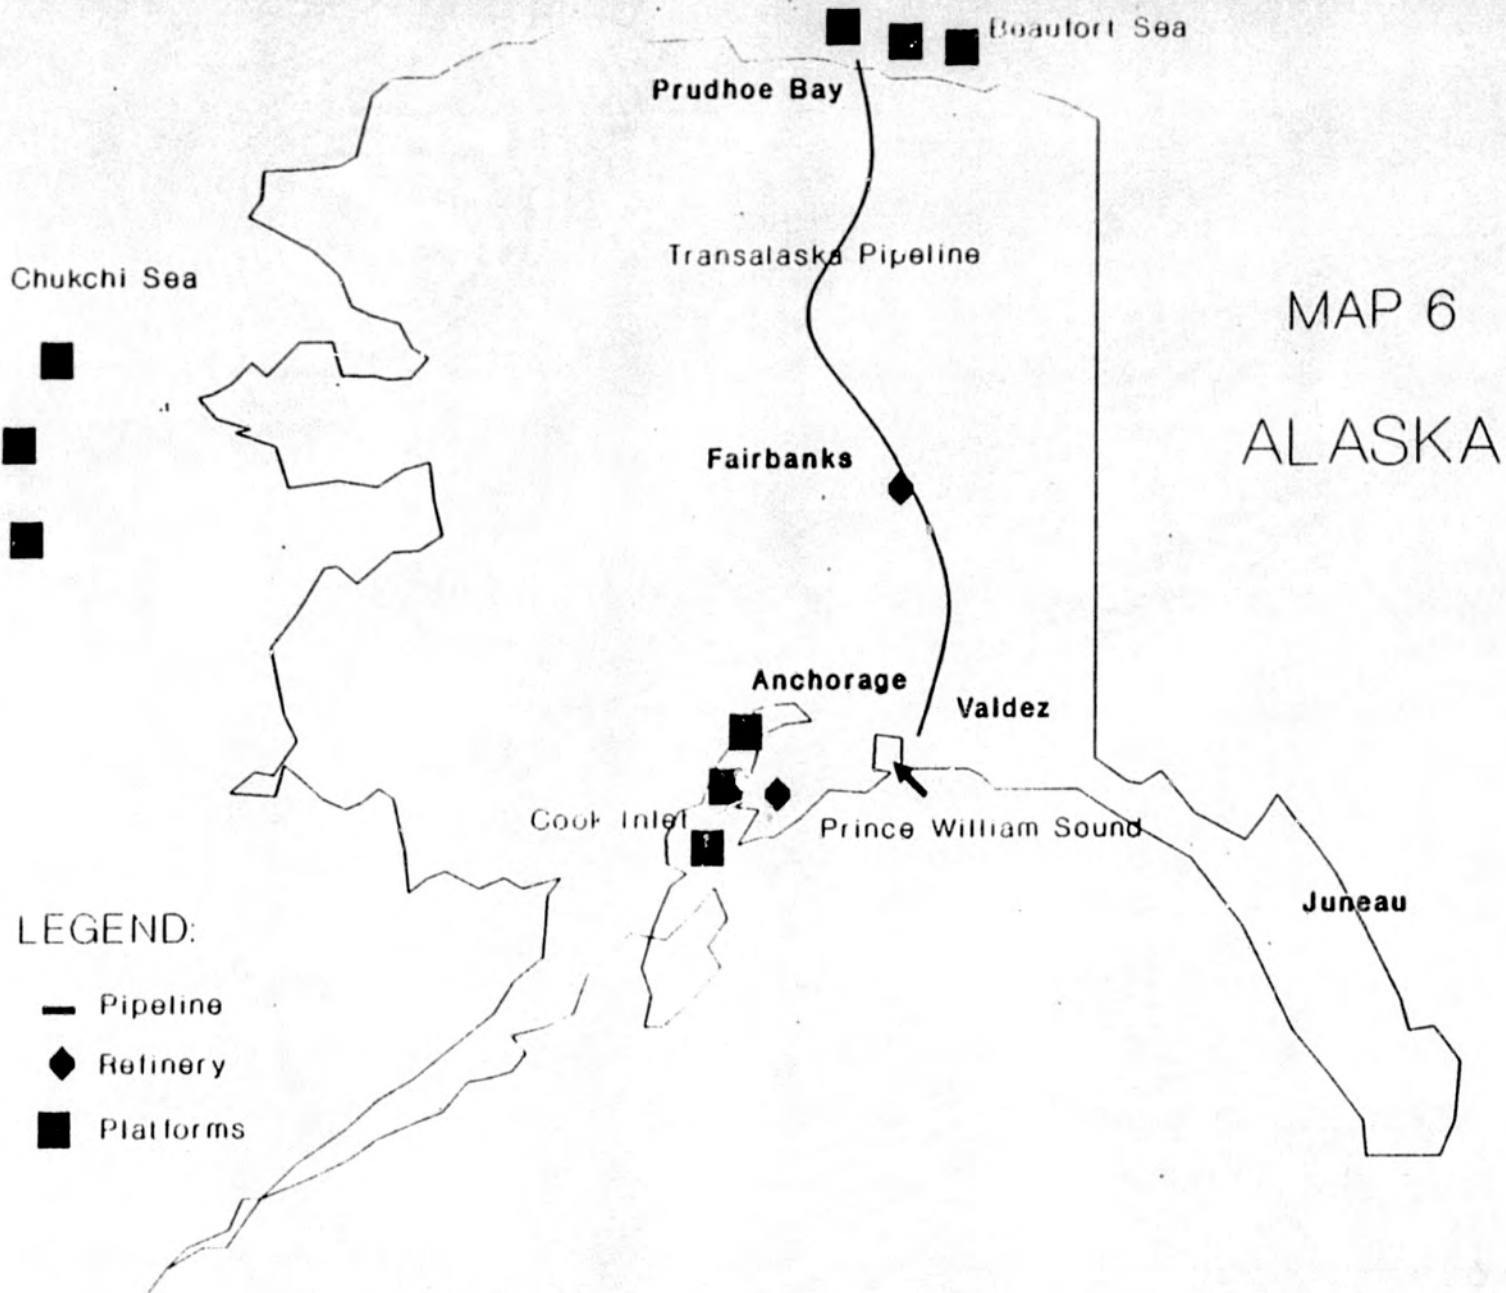 Beaufort Sea
Prudhoe Bay
Transalaska Pipeline
Chukchi Sea
MAP 6
ALASKA
Fairbanks
Anchorage
Valdez
Cook Inlet
Prince William Sound
Juneau
LEGEND:
Pipeline
Refinery
Platforms